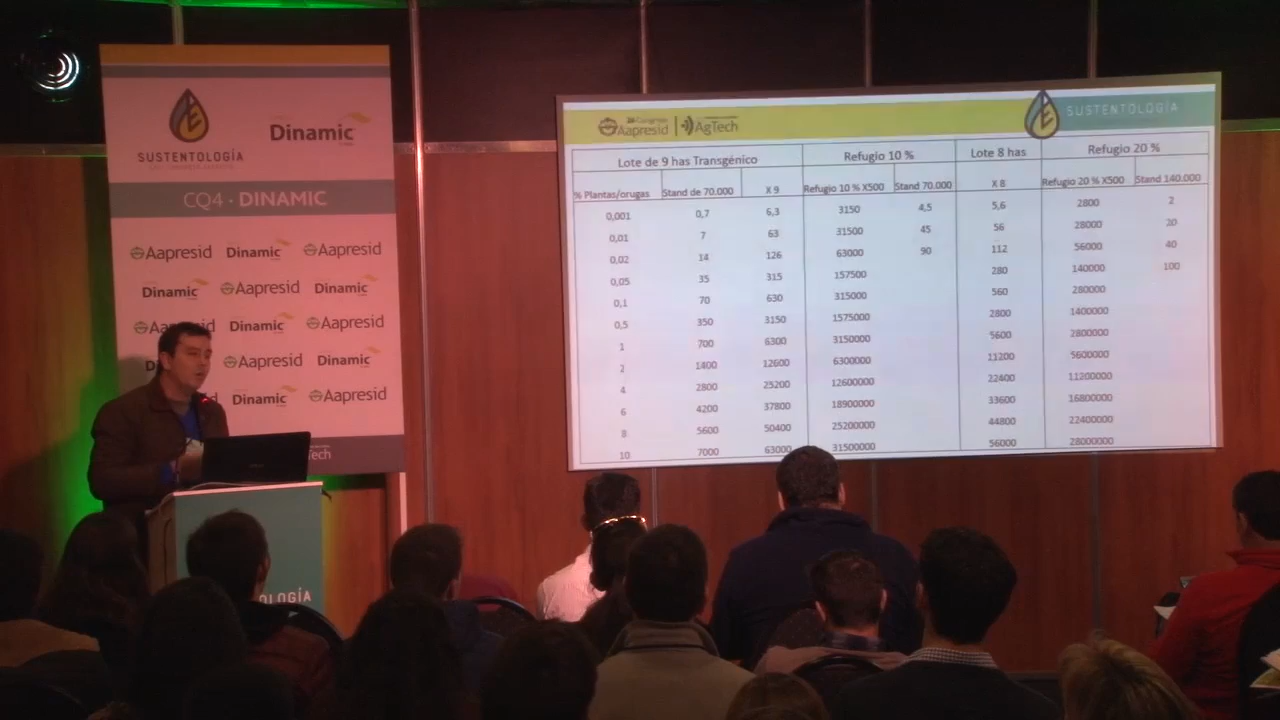 SUSTENTOLOGÍA
Dinamic
CQ4 · DINAMIC
Aapresid Dinamic Aapresid
Dinamic Aapresid Dinamic
Aapresid Dinamic Aapresid
Aapresid Dinamic
Dinamic Aapresid
Tech
OLOGÍA
Congreso
Aapresid AgTech SUSTENTOLOGÍA
Lote de 9 has Transgénico Refugio 10 % Lote 8 has Refugio 20 %
% Plantas/orugas Stand de 70.000 X 9 Refugio 10 % X500 Stand 70.000 X 8 Refugio 20 % X500 Stand 140.000
0,001 0,7 6,3 3150 4,5 5,6 2800 2
0,01 7 63 31500 45 56 28000 20
0,02 14 126 63000 90 112 56000 40
0,05 35 315 157500 280 140000 100
0,1 70 630 315000 560 280000
0,5 350 3150 1575000 2800 1400000
1 700 6300 3150000 5600 2800000
2 1400 12600 6300000 11200 5600000
4 2800 25200 12600000 22400 11200000
6 4200 37800 18900000 33600 16800000
8 5600 50400 25200000 44800 22400000
10 7000 63000 31500000 56000 28000000